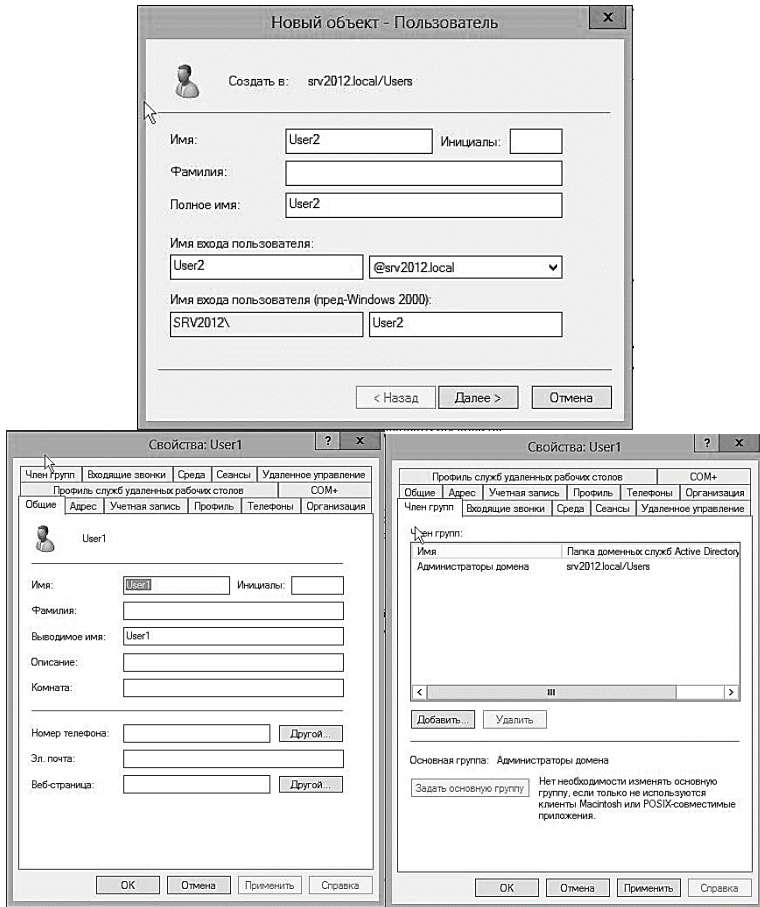 Новый объект - Пользователь
Создать в: srv2012.local/Users
Имя: User2 Инициалы:
Фамилия:
Полное имя: User2
Имя входа пользователя:
User2 @srv2012.local
Имя входа пользователя (пред-Windows 2000):
SRV2012\ User2
< Назад Далее > Отмена
Свойства: User1 ? x
Член групп Входящие звонки Среда Сеансы Удаленное управление
Профиль служб удаленных рабочих столов COM+
Общие Адрес Учетная запись Профиль Телефоны Организация
User1
Имя: User1 Инициалы:
Фамилия:
Выводимое имя: User1
Описание:
Комната:
Номер телефона: Другой...
Эл. почта:
Веб-страница: Другой...
OK Отмена Применить Справка
Свойства: User1 ? x
Профиль служб удаленных рабочих столов COM+
Общие Адрес Учетная запись Профиль Телефоны Организация
Член групп Входящие звонки Среда Сеансы Удаленное управление
Член групп:
Имя Папка доменных служб Active Directory
Администраторы домена srv2012.local/Users
Добавить... Удалить
Основная группа: Администраторы домена
Задать основную группу
Нет необходимости изменять основную
группу, если только не используются
клиенты Macintosh или POSIX-совместимые
приложения.
OK Отмена Применить Справка